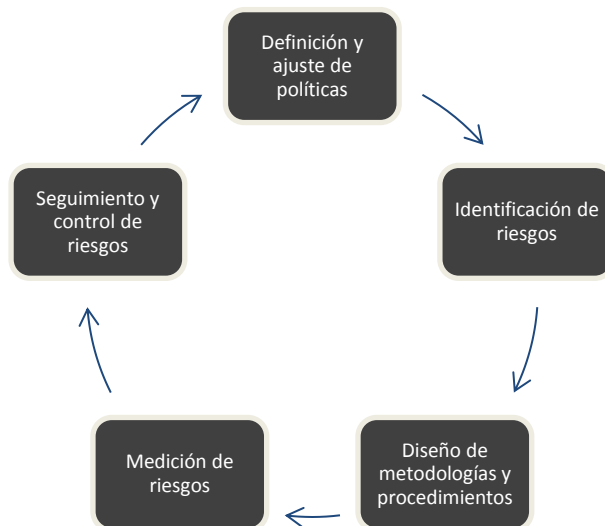 Definición y
ajuste de
políticas
Identificación de
riesgos
Diseño de
metodologías y
procedimientos
Medición de
riesgos
Seguimiento y
control de
riesgos